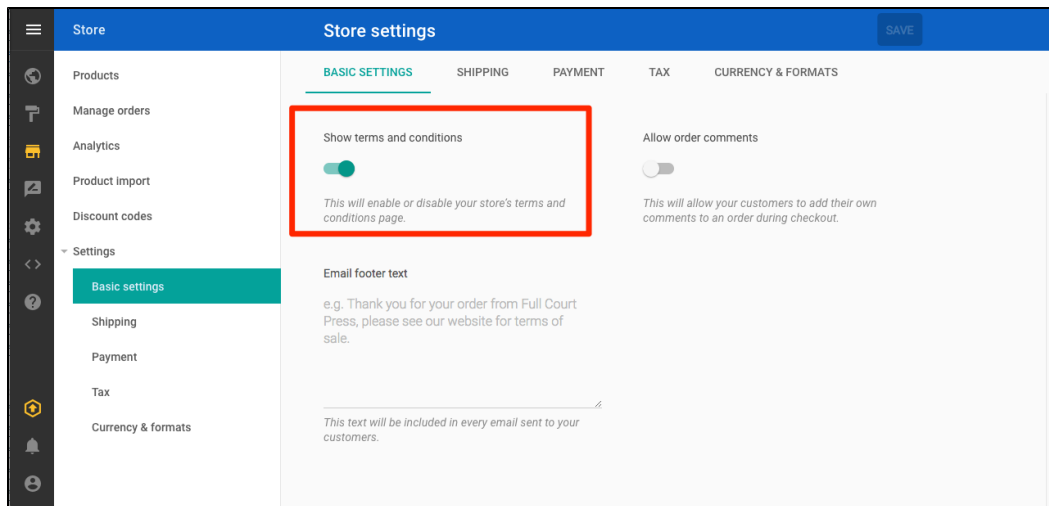 Store
Store settings
SAVE
Products
Manage orders
Analytics
Product import
Discount codes
Settings
Basic settings
Shipping
Payment
Tax
Currency & formats
BASIC SETTINGS
SHIPPING
PAYMENT
TAX
CURRENCY & FORMATS
Show terms and conditions
This will enable or disable your store's terms and
conditions page.
Allow order comments
This will allow your customers to add their own
comments to an order during checkout.
Email footer text
e.g. Thank you for your order from Full Court
Press, please see our website for terms of
sale.
This text will be included in every email sent to your
customers.